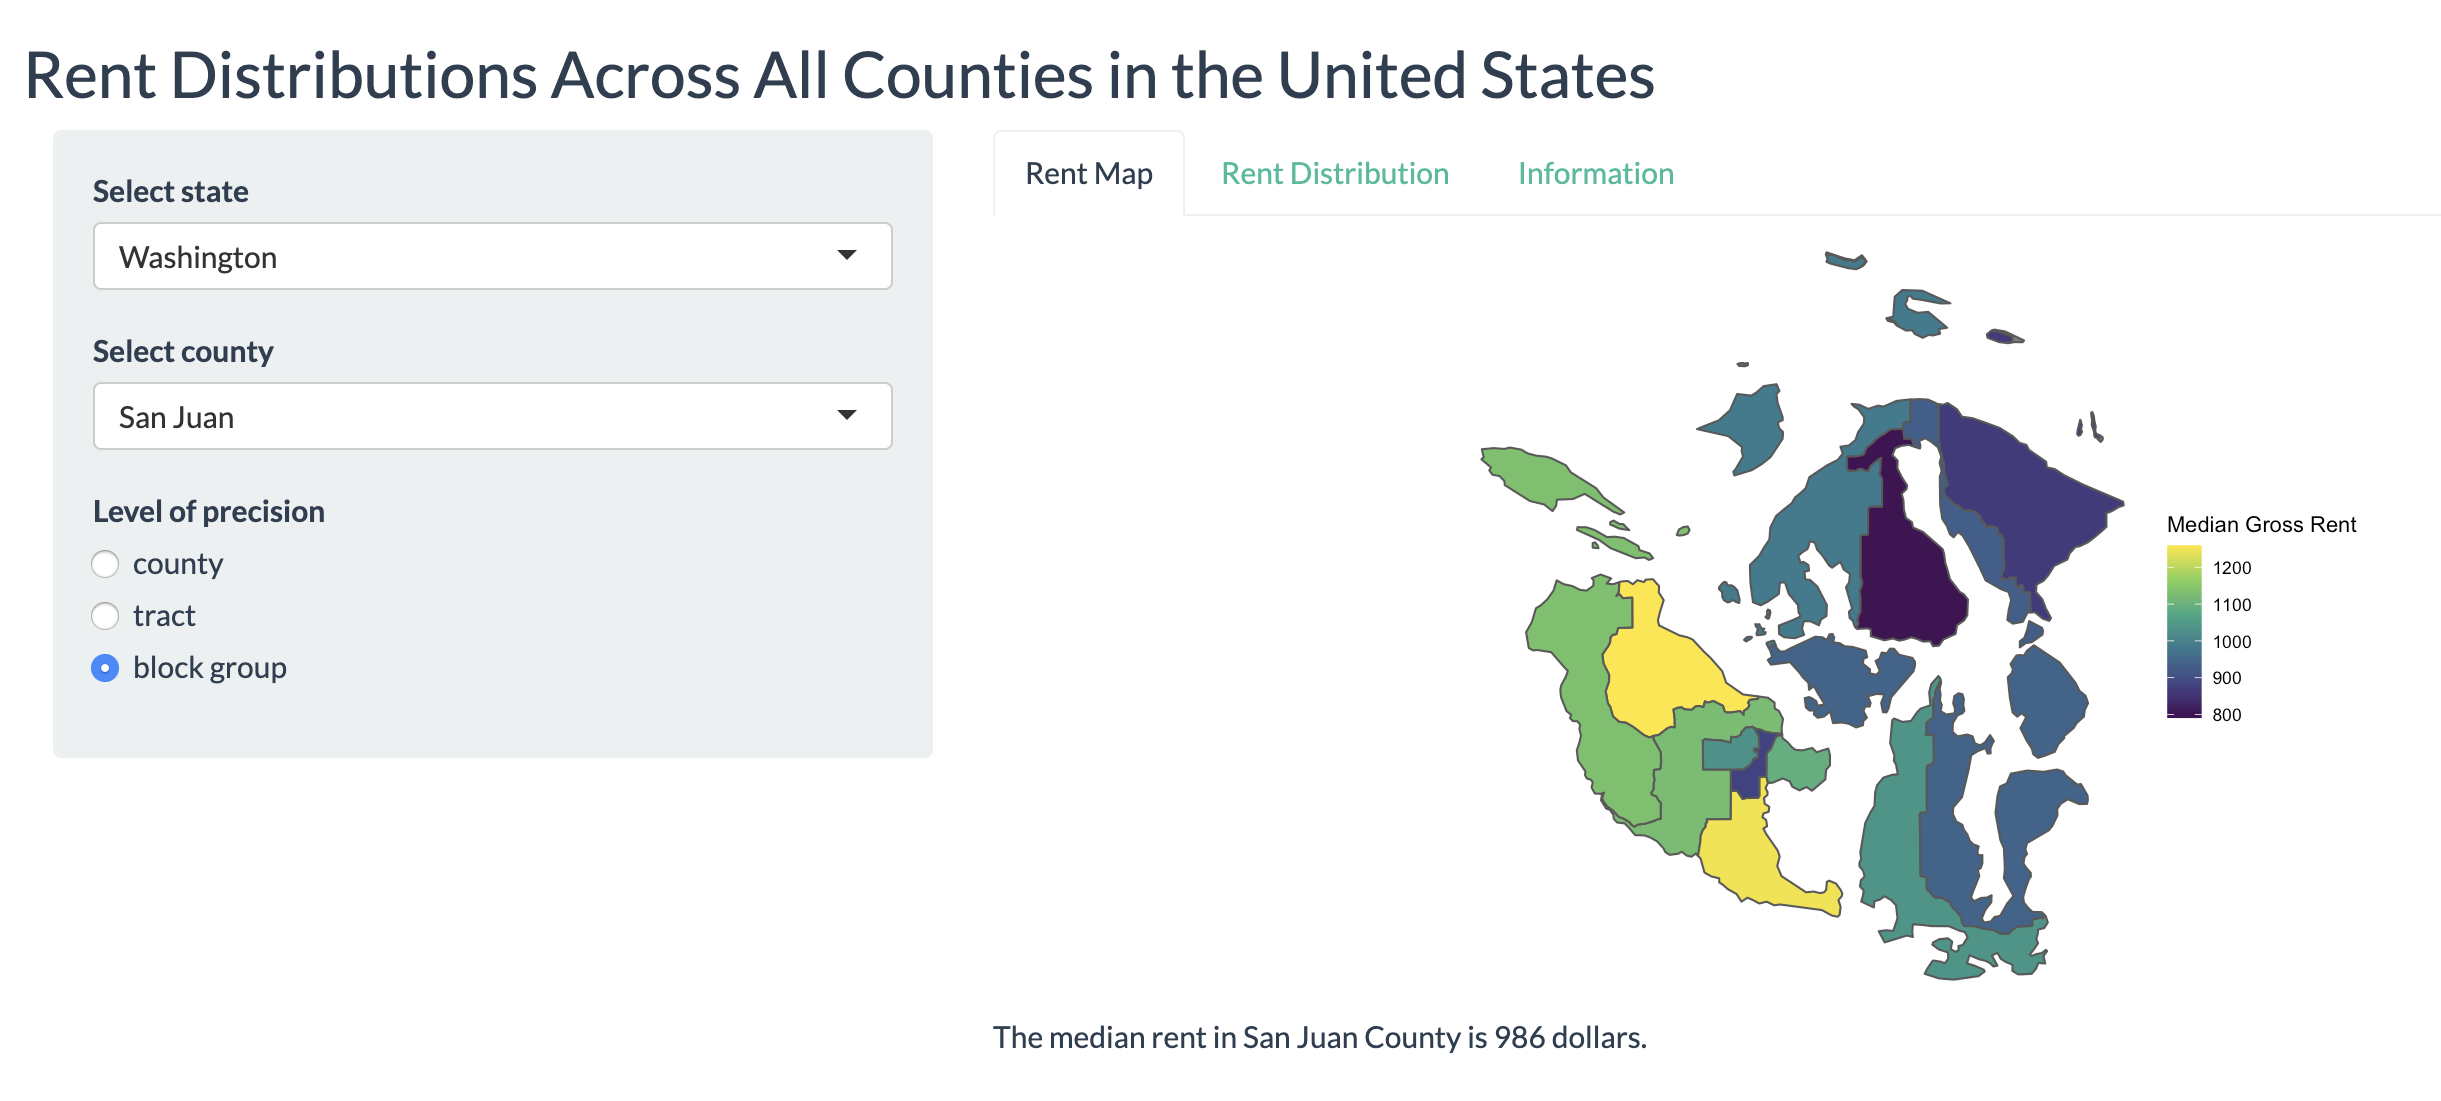 Rent Distributions Across All Counties in the United States
Select state
Washington
Select county
San Juan
Level of precision
county
tract
block group
Rent Map
Rent Distribution
Information
Median Gross Rent
1200
1100
1000
900
800
The median rent in San Juan County is 986 dollars.